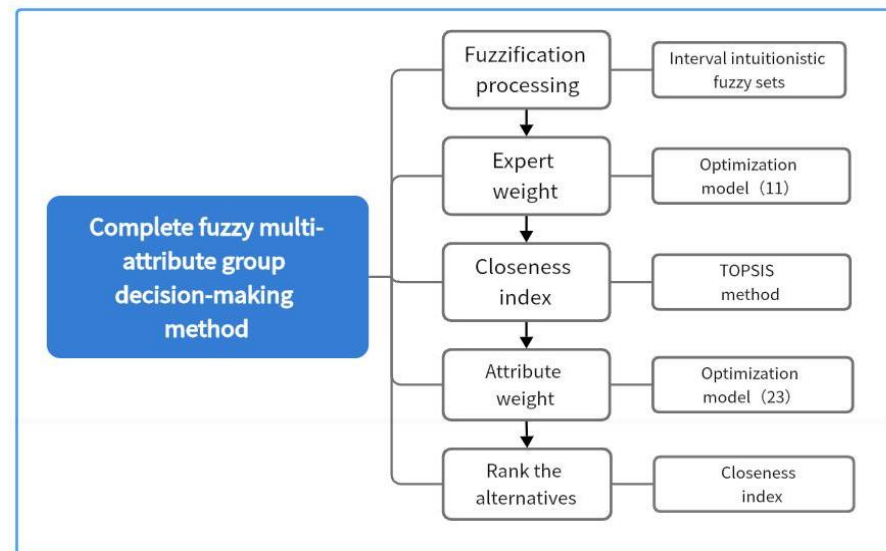 Complete fuzzy multi-
attribute group
decision-making
method
Fuzzification
processing
Interval intuitionistic
fuzzy sets
Expert
weight
Optimization
model（11）
Closeness
index
TOPSIS
method
Attribute
weight
Optimization
model（23）
Rank the
alternatives
Closeness
index